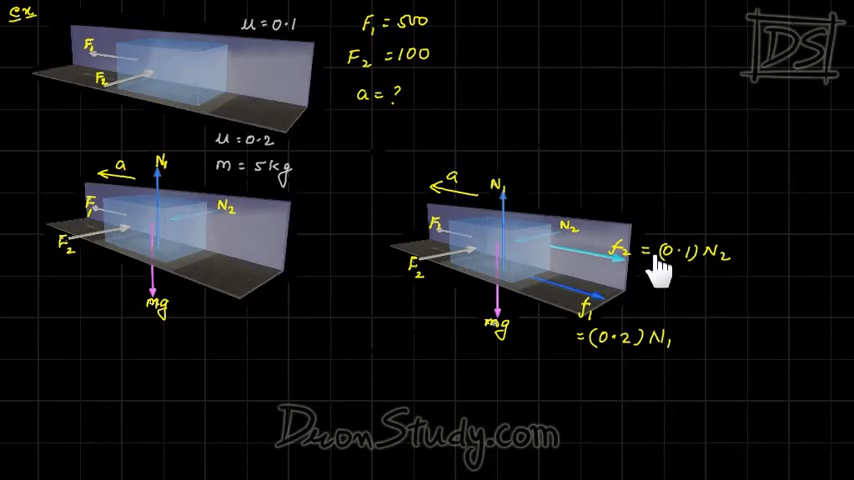 Ex
μ = 0.1
F₁ = 500
F₂ = 100
a = ?
F₁
F₂
μ = 0.2
m = 5kg
a
N₁
N₂
F₁
F₂
mg
a
N₁
N₂
F₁
F₂
mg
f₂ = (0.1) N₂
f₁
= (0.2) N₁
DS
DronStudy.com